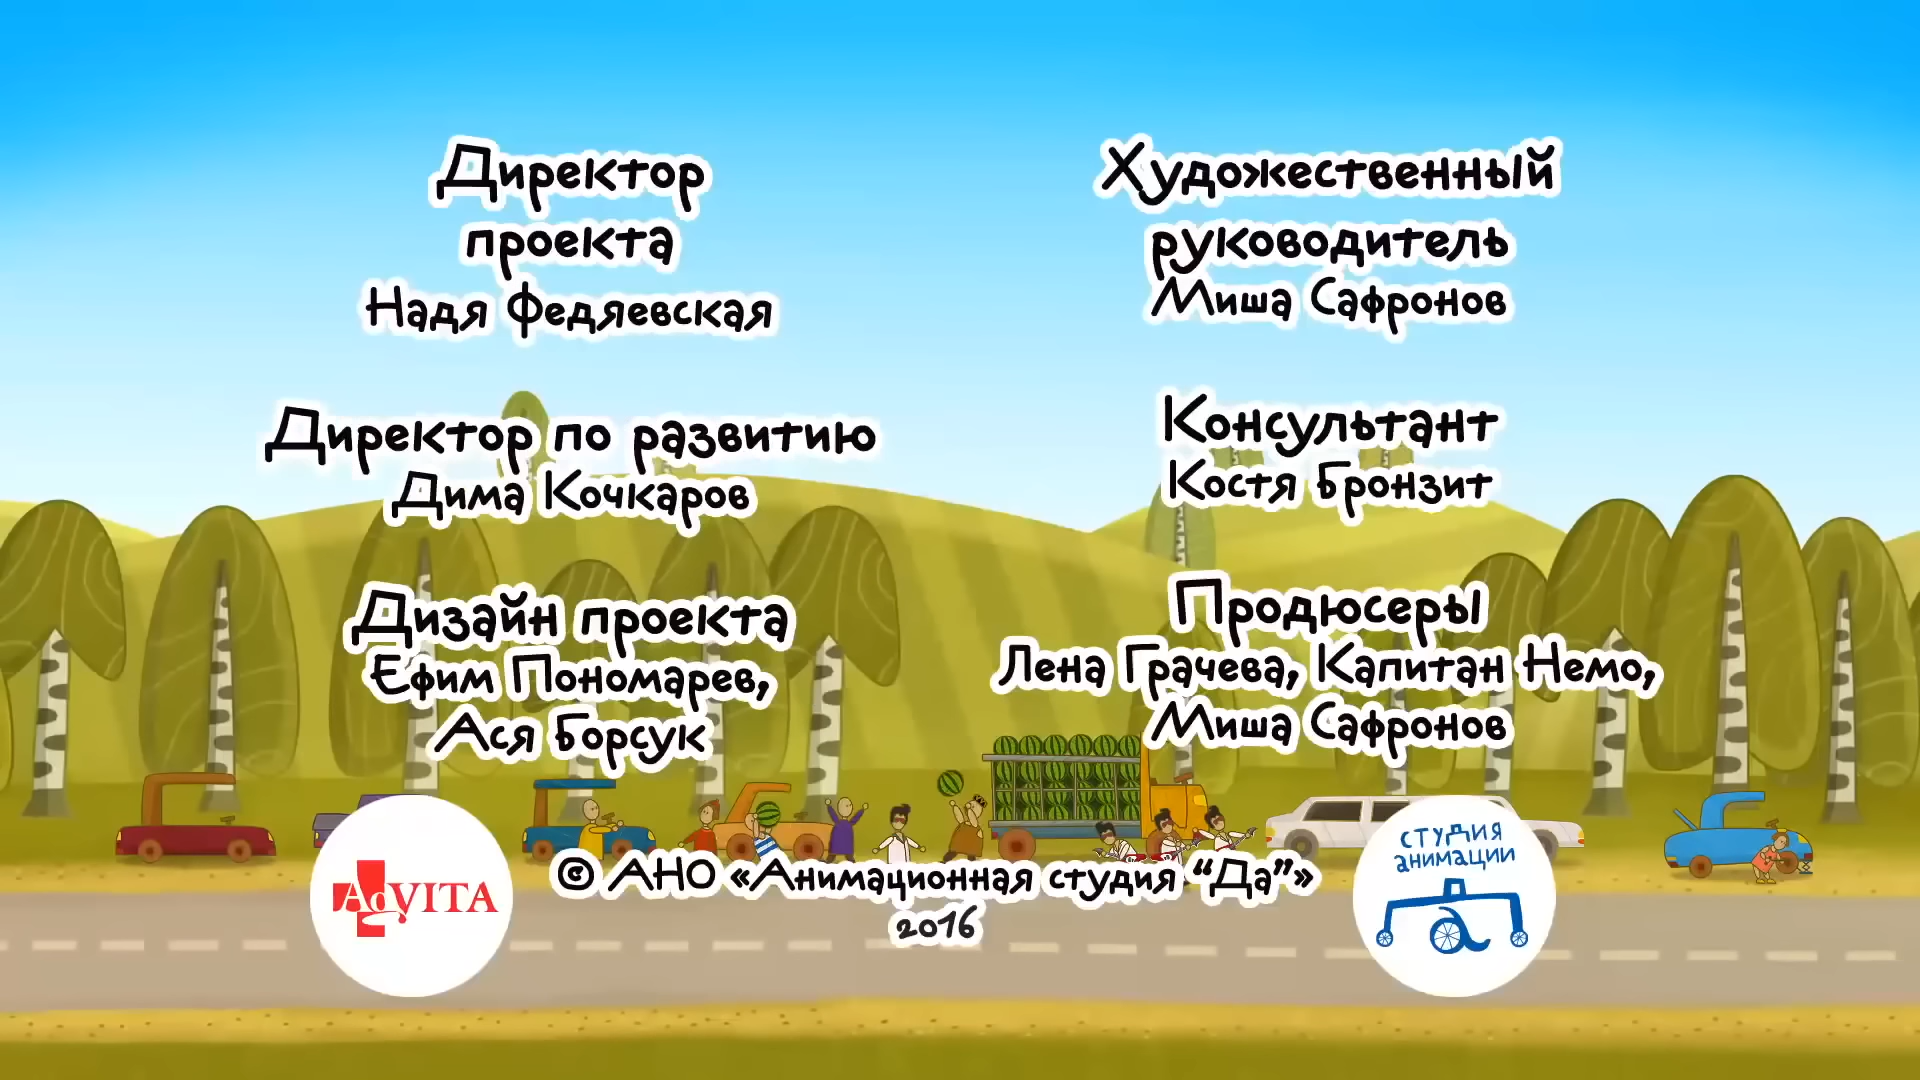 Директор
проекта
Надя Федяевская
Директор по развитию
Дима Кочкаров
Дизайн проекта
Ефим Пономарев,
Ася Борсук
Художественный
руководитель
Миша Сафронов
Консультант
Костя Бронзит
Продюсеры
Лена Грачева, Капитан Немо,
Миша Сафронов
AdVITA
© АНО «Анимационная студия “Да”»
2016
студия
анимации
да